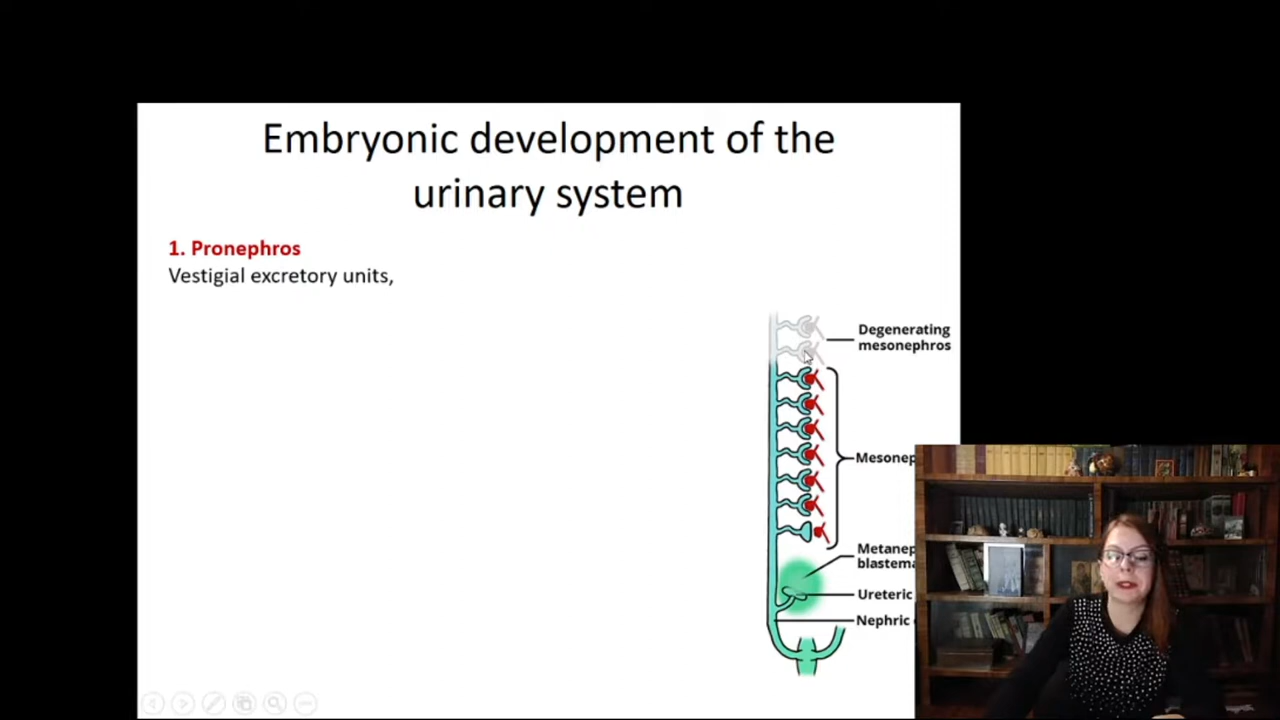 Embryonic development of the
urinary system
1. Pronephros
Vestigial excretory units,
Degenerating
mesonephros
Mesonep
Metanep
blastema
Ureteric
Nephric